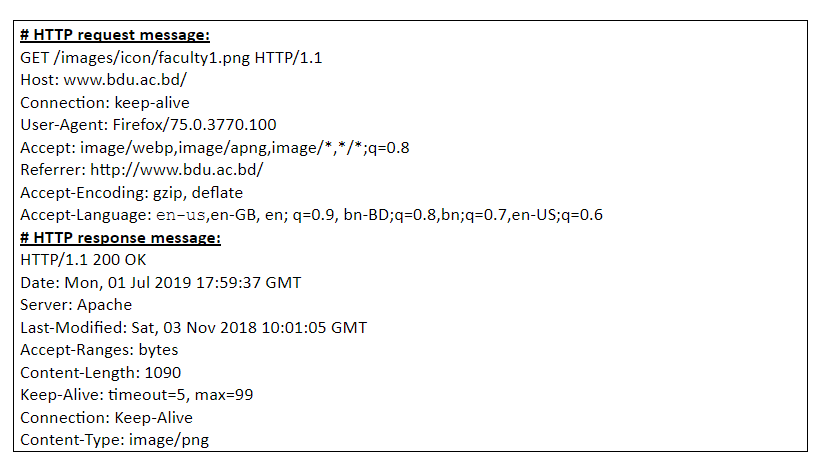 # HTTP request message:
GET /images/icon/faculty1.png HTTP/1.1
Host: www.bdu.ac.bd/
Connection: keep-alive
User-Agent: Firefox/75.0.3770.100
Accept: image/webp,image/apng,image/*,*/*;q=0.8
Referrer: http://www.bdu.ac.bd/
Accept-Encoding: gzip, deflate
Accept-Language: en-us,en-GB, en; q=0.9, bn-BD;q=0.8,bn;q=0.7,en-US;q=0.6
# HTTP response message:
HTTP/1.1 200 OK
Date: Mon, 01 Jul 2019 17:59:37 GMT
Server: Apache
Last-Modified: Sat, 03 Nov 2018 10:01:05 GMT
Accept-Ranges: bytes
Content-Length: 1090
Keep-Alive: timeout=5, max=99
Connection: Keep-Alive
Content-Type: image/png